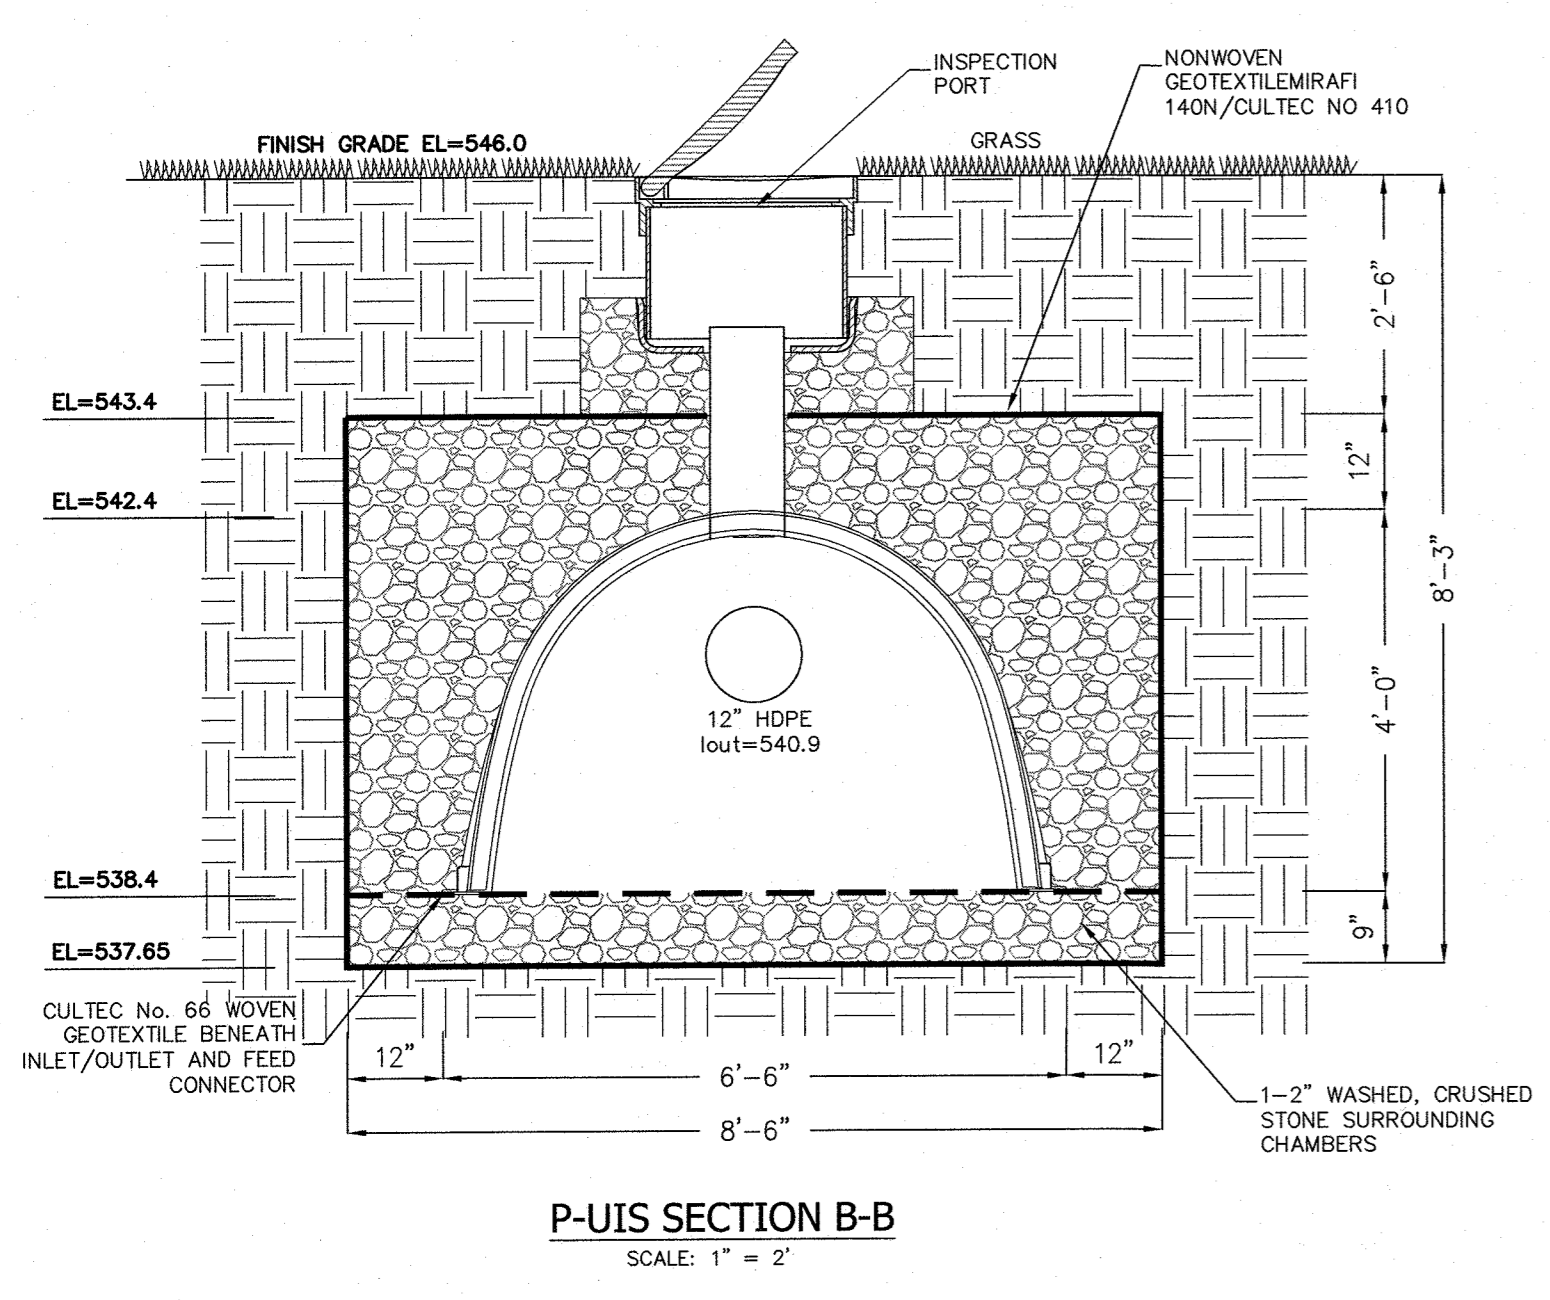 INSPECTION
PORT
NONWOVEN
GEOTEXTILEMIRAFI
140N/CULTEC NO 410
FINISH GRADE EL=546.0
GRASS
2'-6"
EL=543.4
12"
EL=542.4
8'-3"
4'-0"
12" HDPE
Iout=540.9
EL=538.4
9"
EL=537.65
CULTEC No. 66 WOVEN
GEOTEXTILE BENEATH
INLET/OUTLET AND FEED
CONNECTOR
12"
6'-6"
12"
8'-6"
1-2" WASHED, CRUSHED
STONE SURROUNDING
CHAMBERS
P-UIS SECTION B-B
SCALE: 1" = 2'